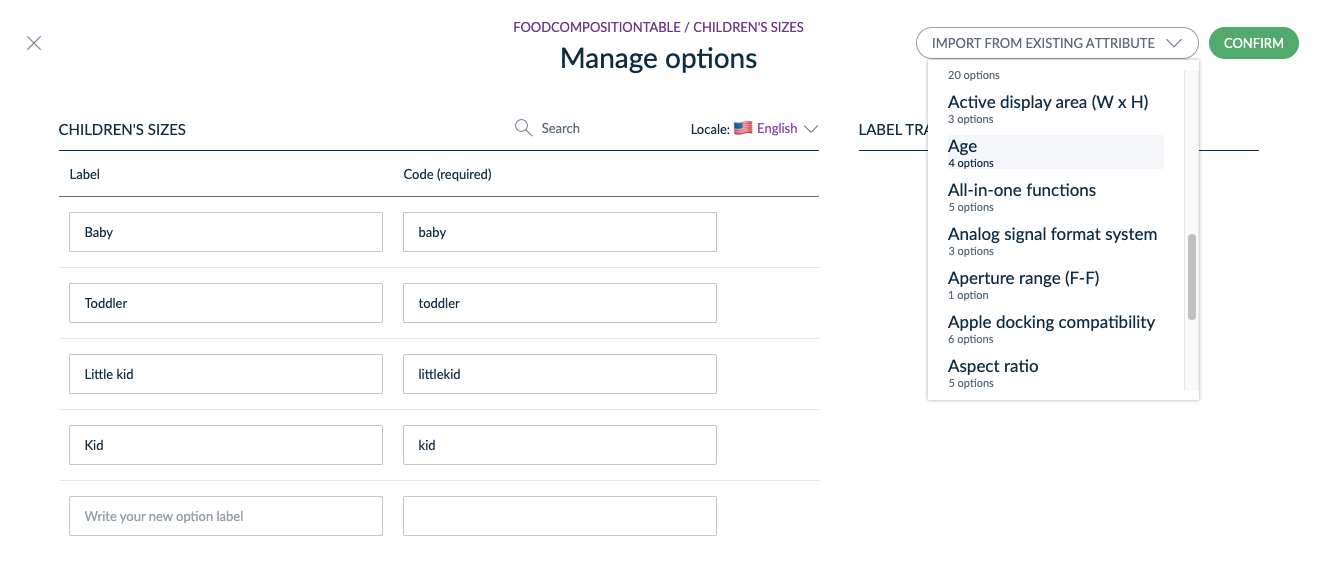 FOODCOMPOSITIONTABLE / CHILDREN'S SIZES
Manage options
IMPORT FROM EXISTING ATTRIBUTE
CONFIRM
CHILDREN'S SIZES
Search
Locale: English
LABEL TRA
Label
Code (required)
Baby
baby
Toddler
toddler
Little kid
littlekid
Kid
kid
Write your new option label
20 options
Active display area (W x H)
3 options
Age
4 options
All-in-one functions
5 options
Analog signal format system
3 options
Aperture range (F-F)
1 option
Apple docking compatibility
6 options
Aspect ratio
5 options